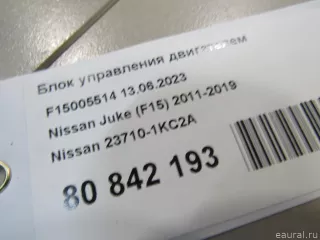 Блок управления двигателем
F15005514 13.06.2023
Nissan Juke (F15) 2011-2019
Nissan 23710-1KC2A
80 842 193
eaural.ru